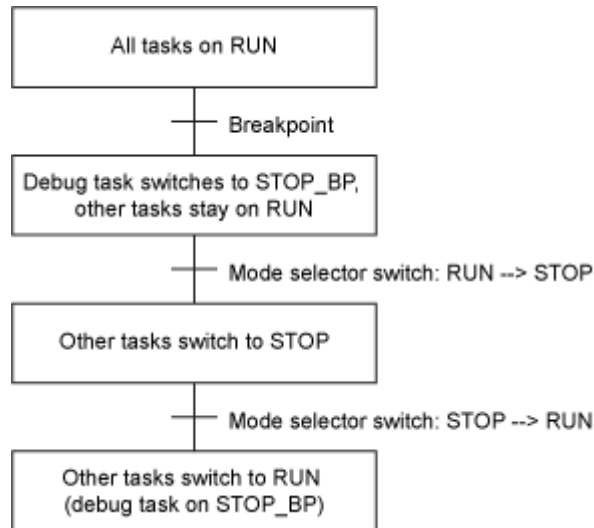 All tasks on RUN
Breakpoint
Debug task switches to STOP_BP,
other tasks stay on RUN
Mode selector switch: RUN --> STOP
Other tasks switch to STOP
Mode selector switch: STOP --> RUN
Other tasks switch to RUN
(debug task on STOP_BP)